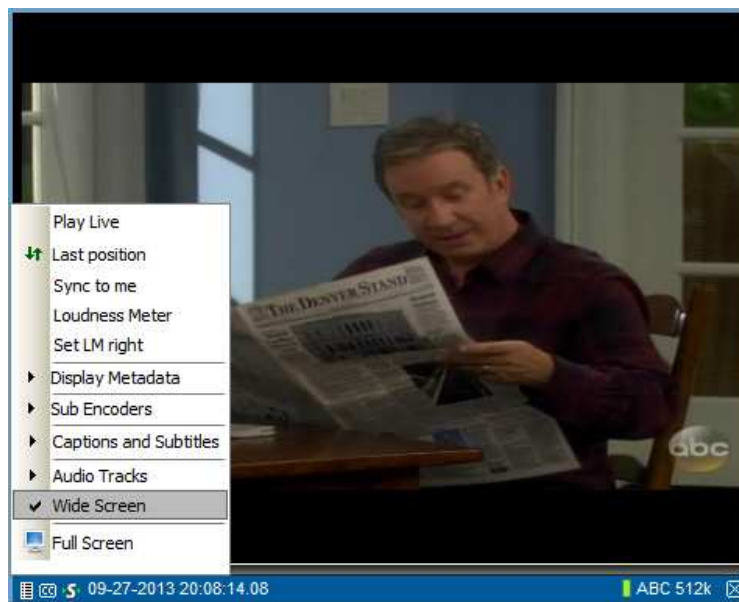 THE DENVER STAND
abc
Play Live
Last position
Sync to me
Loudness Meter
Set LM right
Display Metadata
Sub Encoders
Captions and Subtitles
Audio Tracks
Wide Screen
Full Screen
CC S 09-27-2013 20:08:14.08 ABC 512k